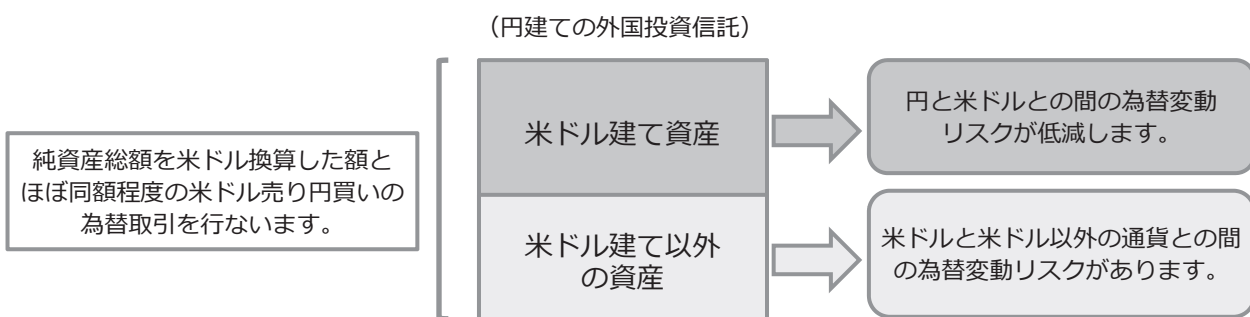 （円建ての外国投資信託）
純資産総額を米ドル換算した額と
ほぼ同額程度の米ドル売り円買いの
為替取引を行ないます。
米ドル建て資産
円と米ドルとの間の為替変動
リスクが低減します。
米ドル建て以外
の資産
米ドルと米ドル以外の通貨との間
の為替変動リスクがあります。